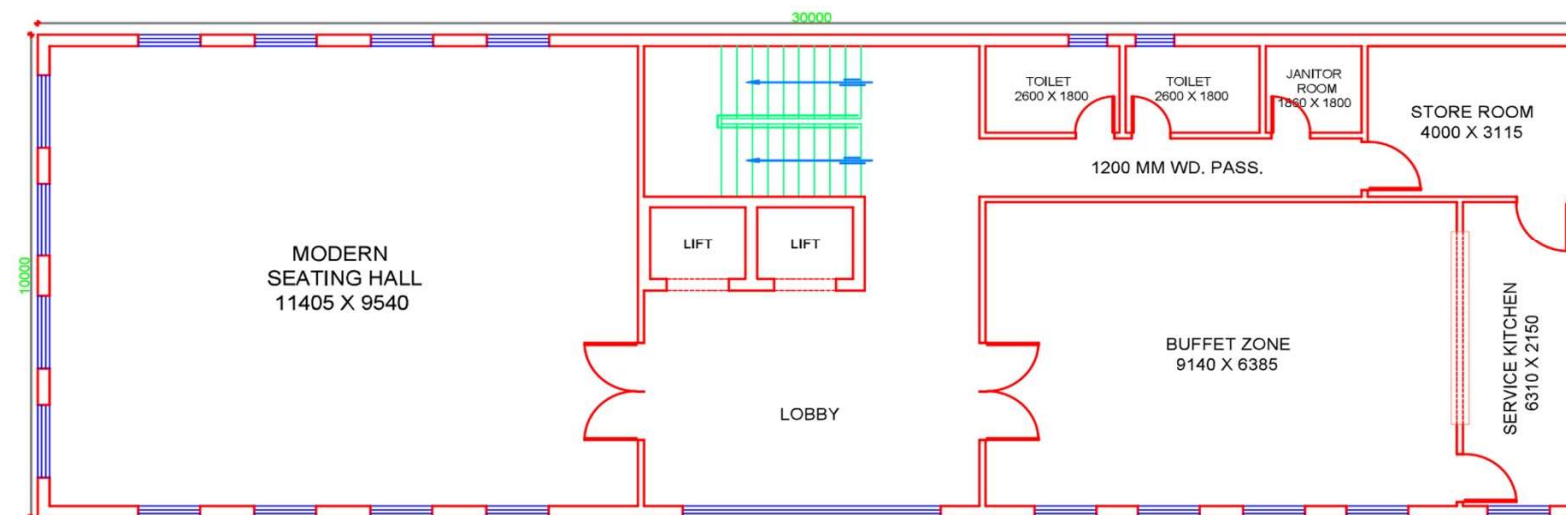 30000
10000
MODERN
SEATING HALL
11405 X 9540
LIFT
LIFT
LOBBY
TOILET
2600 X 1800
TOILET
2600 X 1800
JANITOR
ROOM
1860 X 1800
STORE ROOM
4000 X 3115
1200 MM WD. PASS.
BUFFET ZONE
9140 X 6385
SERVICE KITCHEN
6310 X 2150